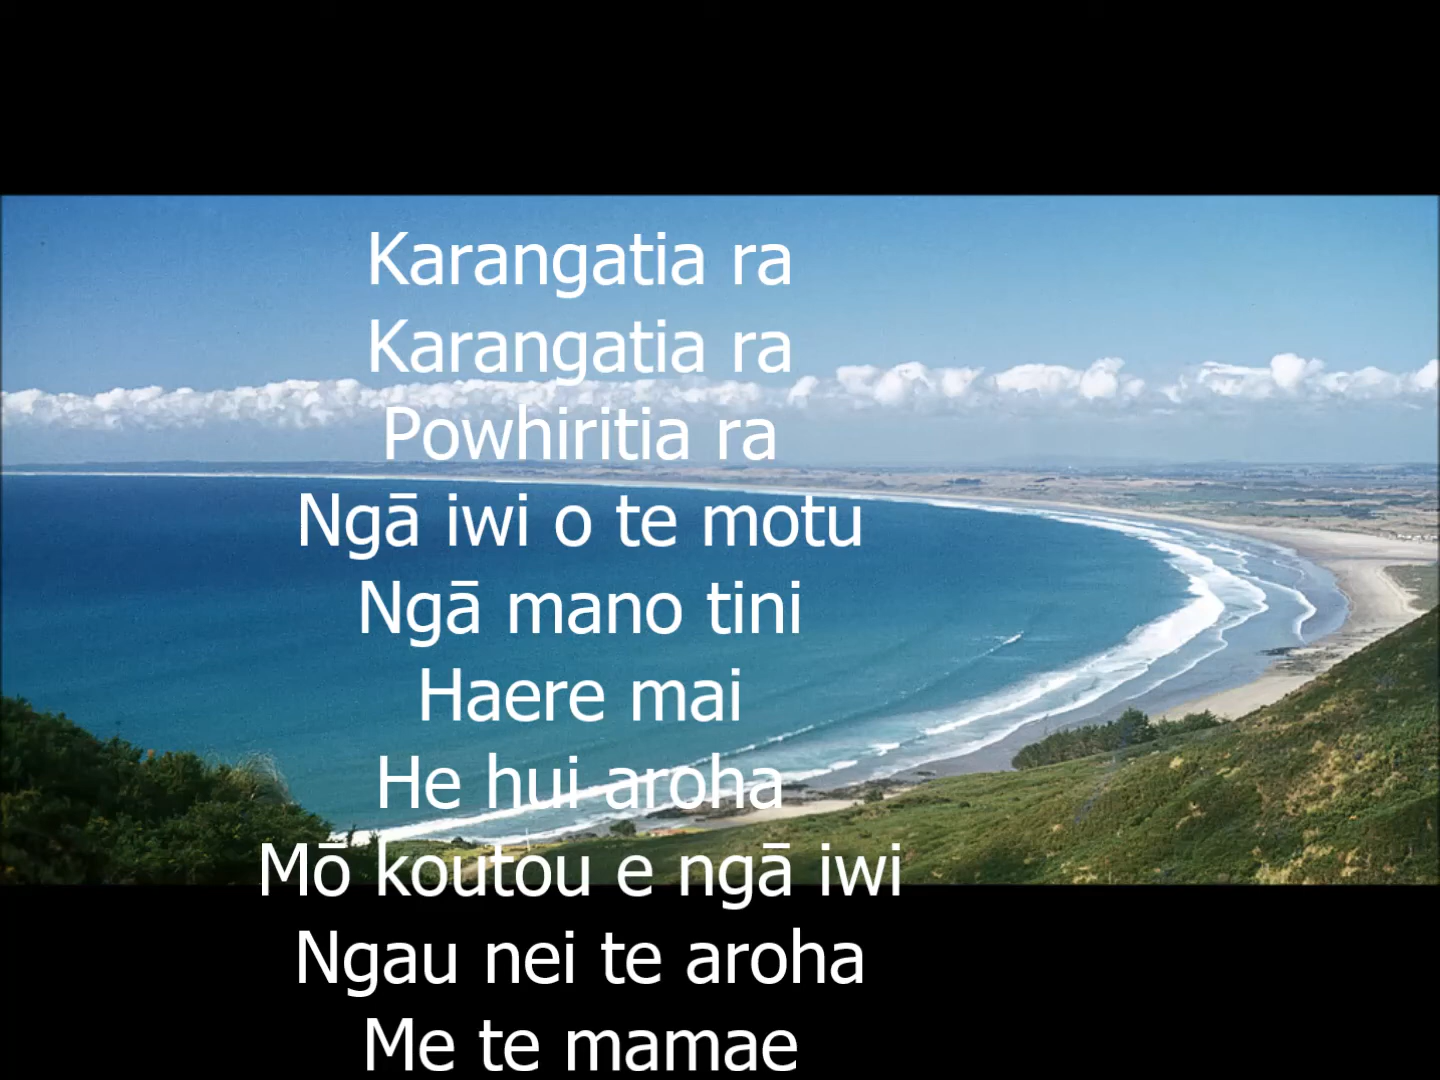 Karangatia ra
Karangatia ra
Powhiritia ra
Ngā iwi o te motu
Ngā mano tini
Haere mai
He hui aroha
Mō koutou e ngā iwi
Ngau nei te aroha
Me te mamae